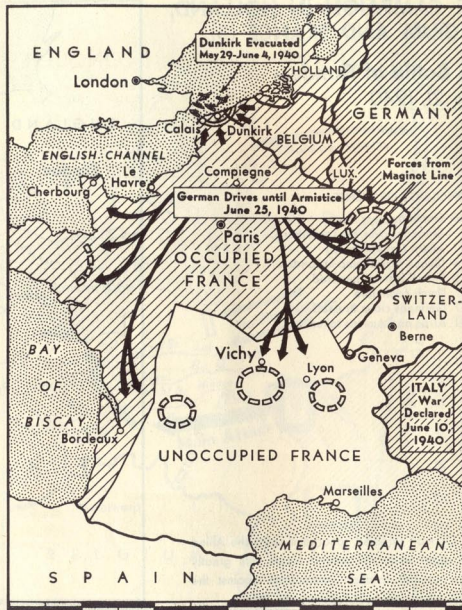 ENGLAND
London
Dunkirk Evacuated
May 29-June 4, 1940
HOLLAND
GERMANY
Calais
Dunkirk
BELGIUM
ENGLISH CHANNEL
Le
Havre
Cherbourg
Compiegne
LUX.
Forces from
Maginot Line
German Drives until Armistice
June 25, 1940
Paris
OCCUPIED
FRANCE
SWITZER-
LAND
Berne
Geneva
BAY
OF
BISCAY
Vichy
Lyon
ITALY
War
Declared
June 10,
1940
Bordeaux
UNOCCUPIED FRANCE
Marseilles
MEDITERRANEAN
SEA
SPAIN